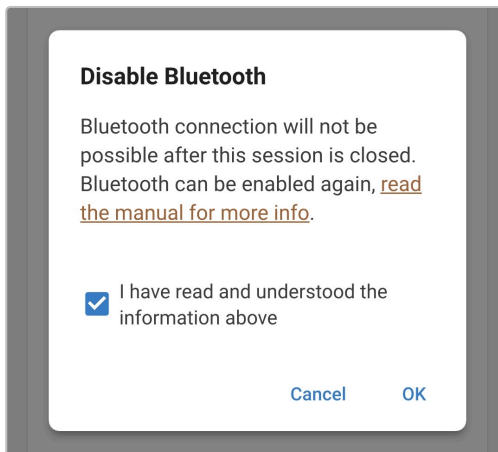 Disable Bluetooth
Bluetooth connection will not be
possible after this session is closed.
Bluetooth can be enabled again, read
the manual for more info.
I have read and understood the
information above
Cancel OK